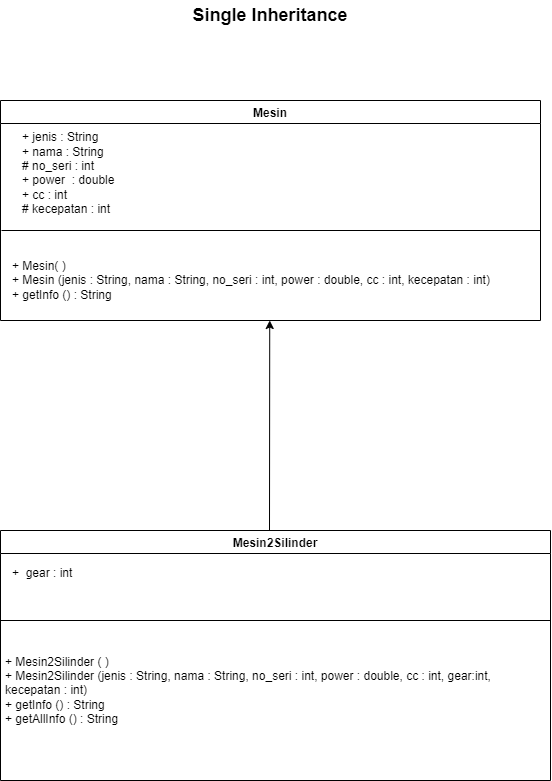 Single Inheritance
Mesin
+ jenis : String
+ nama : String
# no_seri : int
+ power  : double
+ cc : int
# kecepatan : int
+ Mesin( )
+ Mesin (jenis : String, nama : String, no_seri : int, power : double, cc : int, kecepatan : int)
+ getInfo () : String
Mesin2Silinder
+  gear : int
+ Mesin2Silinder ( )
+ Mesin2Silinder (jenis : String, nama : String, no_seri : int, power : double, cc : int, gear:int,
kecepatan : int)
+ getInfo () : String
+ getAllInfo () : String